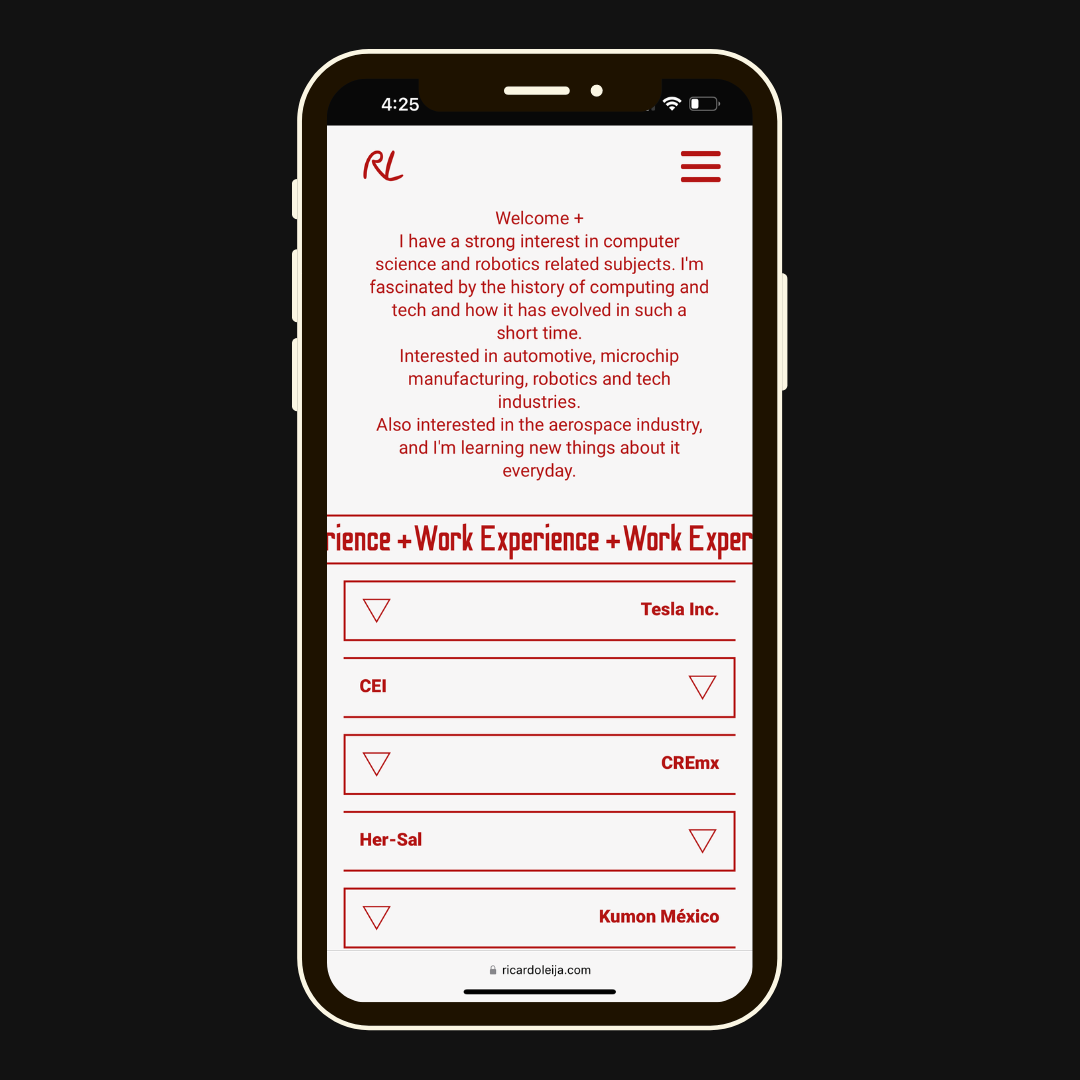 4:25
RL
Welcome +
I have a strong interest in computer
science and robotics related subjects. I'm
fascinated by the history of computing and
tech and how it has evolved in such a
short time.
Interested in automotive, microchip
manufacturing, robotics and tech
industries.
Also interested in the aerospace industry,
and I'm learning new things about it
everyday.
rience +Work Experience +Work Exper
Tesla Inc.
CEI
CREmx
Her-Sal
Kumon México
ricardoleija.com